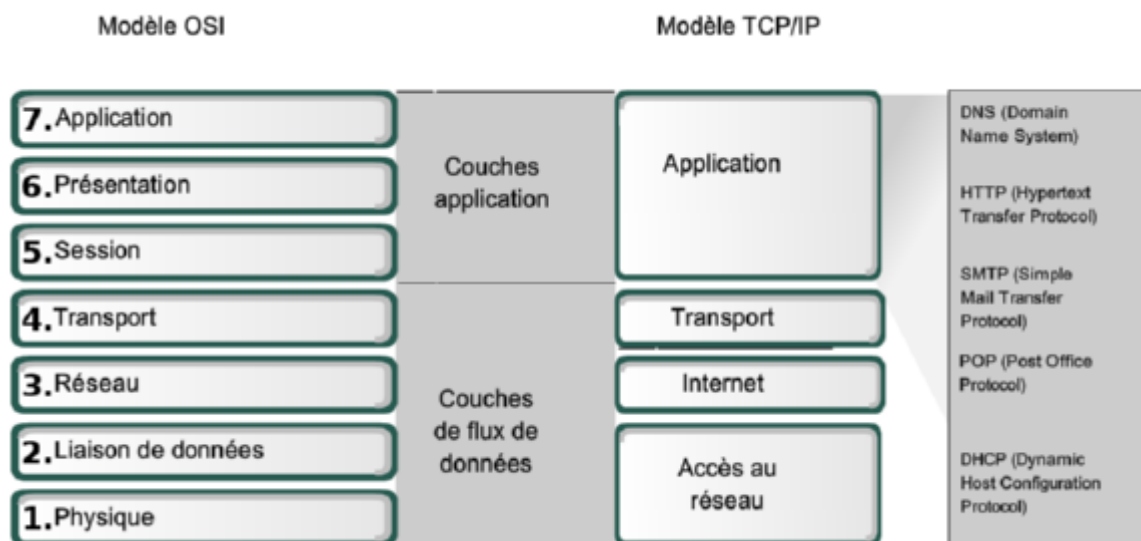 Modèle OSI
Modèle TCP/IP
7. Application
6. Présentation
5. Session
4. Transport
3. Réseau
2. Liaison de données
1. Physique
Couches
application
Couches
de flux de
données
Application
Transport
Internet
Accès au
réseau
DNS (Domain
Name System)
HTTP (Hypertext
Transfer Protocol)
SMTP (Simple
Mail Transfer
Protocol)
POP (Post Office
Protocol)
DHCP (Dynamic
Host Configuration
Protocol)